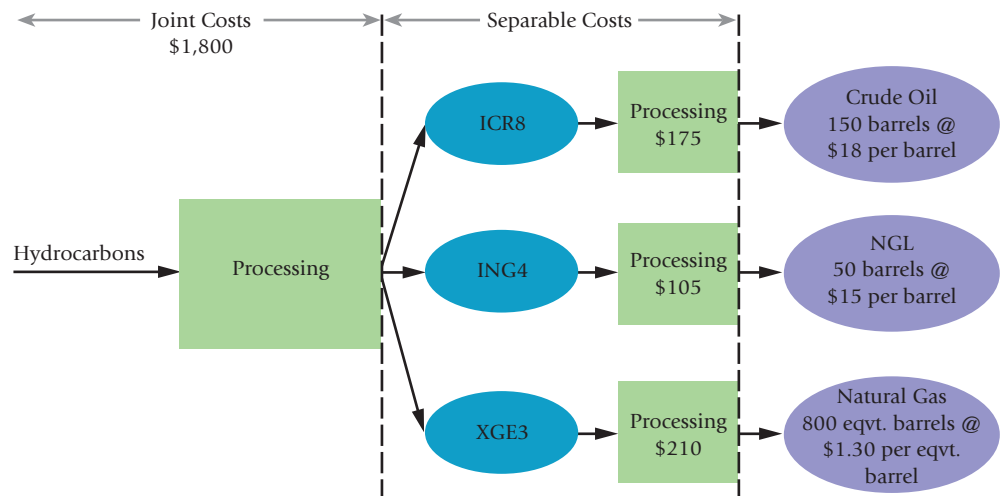 Joint Costs
$1,800
Separable Costs
Hydrocarbons
Processing
ICR8
Processing
$175
Crude Oil
150 barrels @
$18 per barrel
ING4
Processing
$105
NGL
50 barrels @
$15 per barrel
XGE3
Processing
$210
Natural Gas
800 eqvt. barrels @
$1.30 per eqvt.
barrel